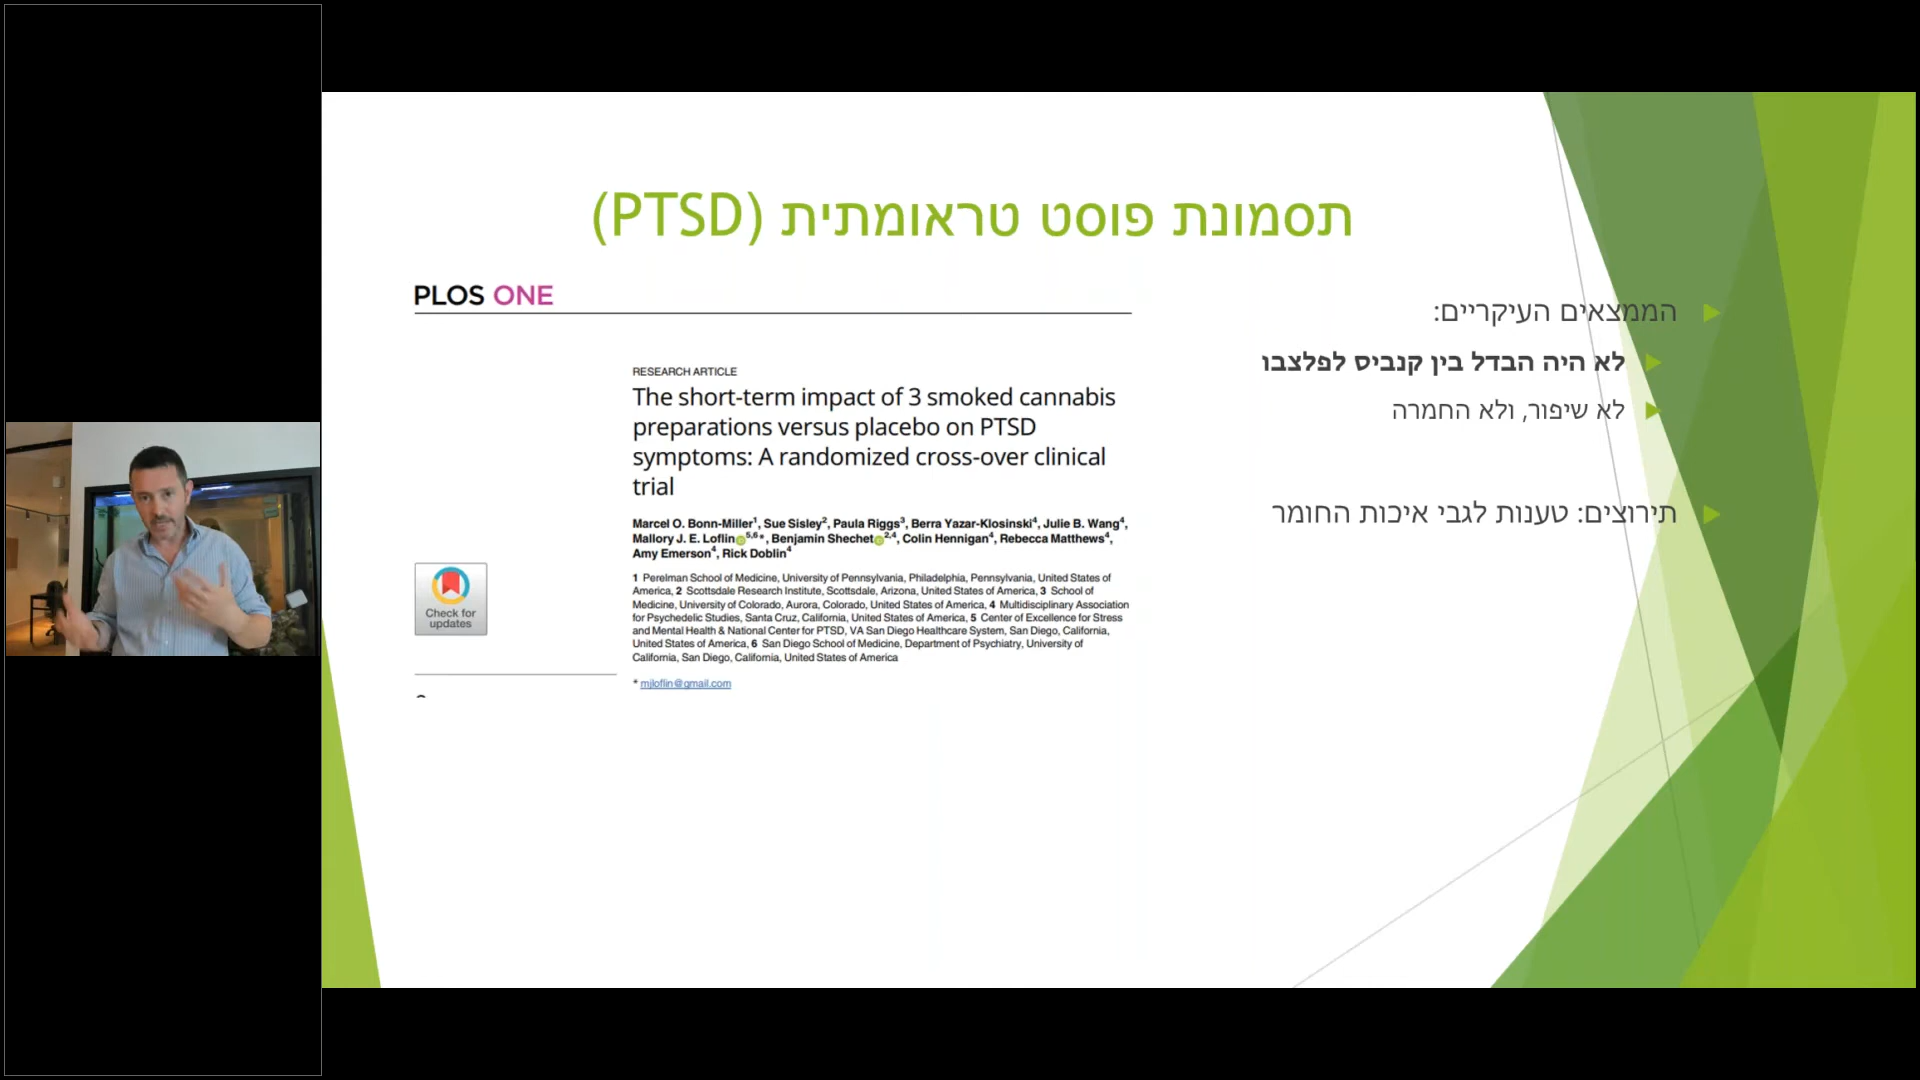 תסמונת פוסט טראומתית (PTSD)
PLOS ONE
RESEARCH ARTICLE
The short-term impact of 3 smoked cannabis
preparations versus placebo on PTSD
symptoms: A randomized cross-over clinical
trial
Marcel O. Bonn-Miller1, Sue Sisley2, Paula Riggs3, Berra Yazar-Klosinski4, Julie B. Wang4,
Mallory J. E. Loflin5,6*, Benjamin Shechet2,4, Colin Hennigan4, Rebecca Matthews4,
Amy Emerson4, Rick Doblin4
1 Perelman School of Medicine, University of Pennsylvania, Philadelphia, Pennsylvania, United States of
America, 2 Scottsdale Research Institute, Scottsdale, Arizona, United States of America, 3 School of
Medicine, University of Colorado, Aurora, Colorado, United States of America, 4 Multidisciplinary Association
for Psychedelic Studies, Santa Cruz, California, United States of America, 5 Center of Excellence for Stress
and Mental Health & National Center for PTSD, VA San Diego Healthcare System, San Diego, California,
United States of America, 6 San Diego School of Medicine, Department of Psychiatry, University of
California, San Diego, California, United States of America
* mjloflin@gmail.com
Check for
updates
הממצאים העיקריים:
לא היה הבדל בין קנביס לפלצבו
לא שיפור, ולא החמרה
תירוצים: טענות לגבי איכות החומר